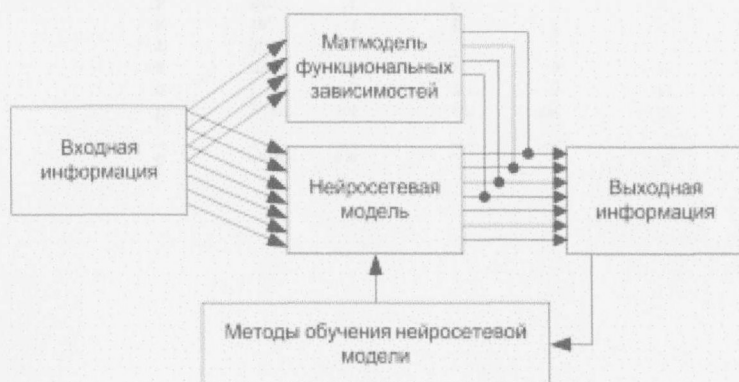 Матмодель
функциональных
зависимостей
Входная
информация
Нейросетевая
модель
Выходная
информация
Методы обучения нейросетевой
модели